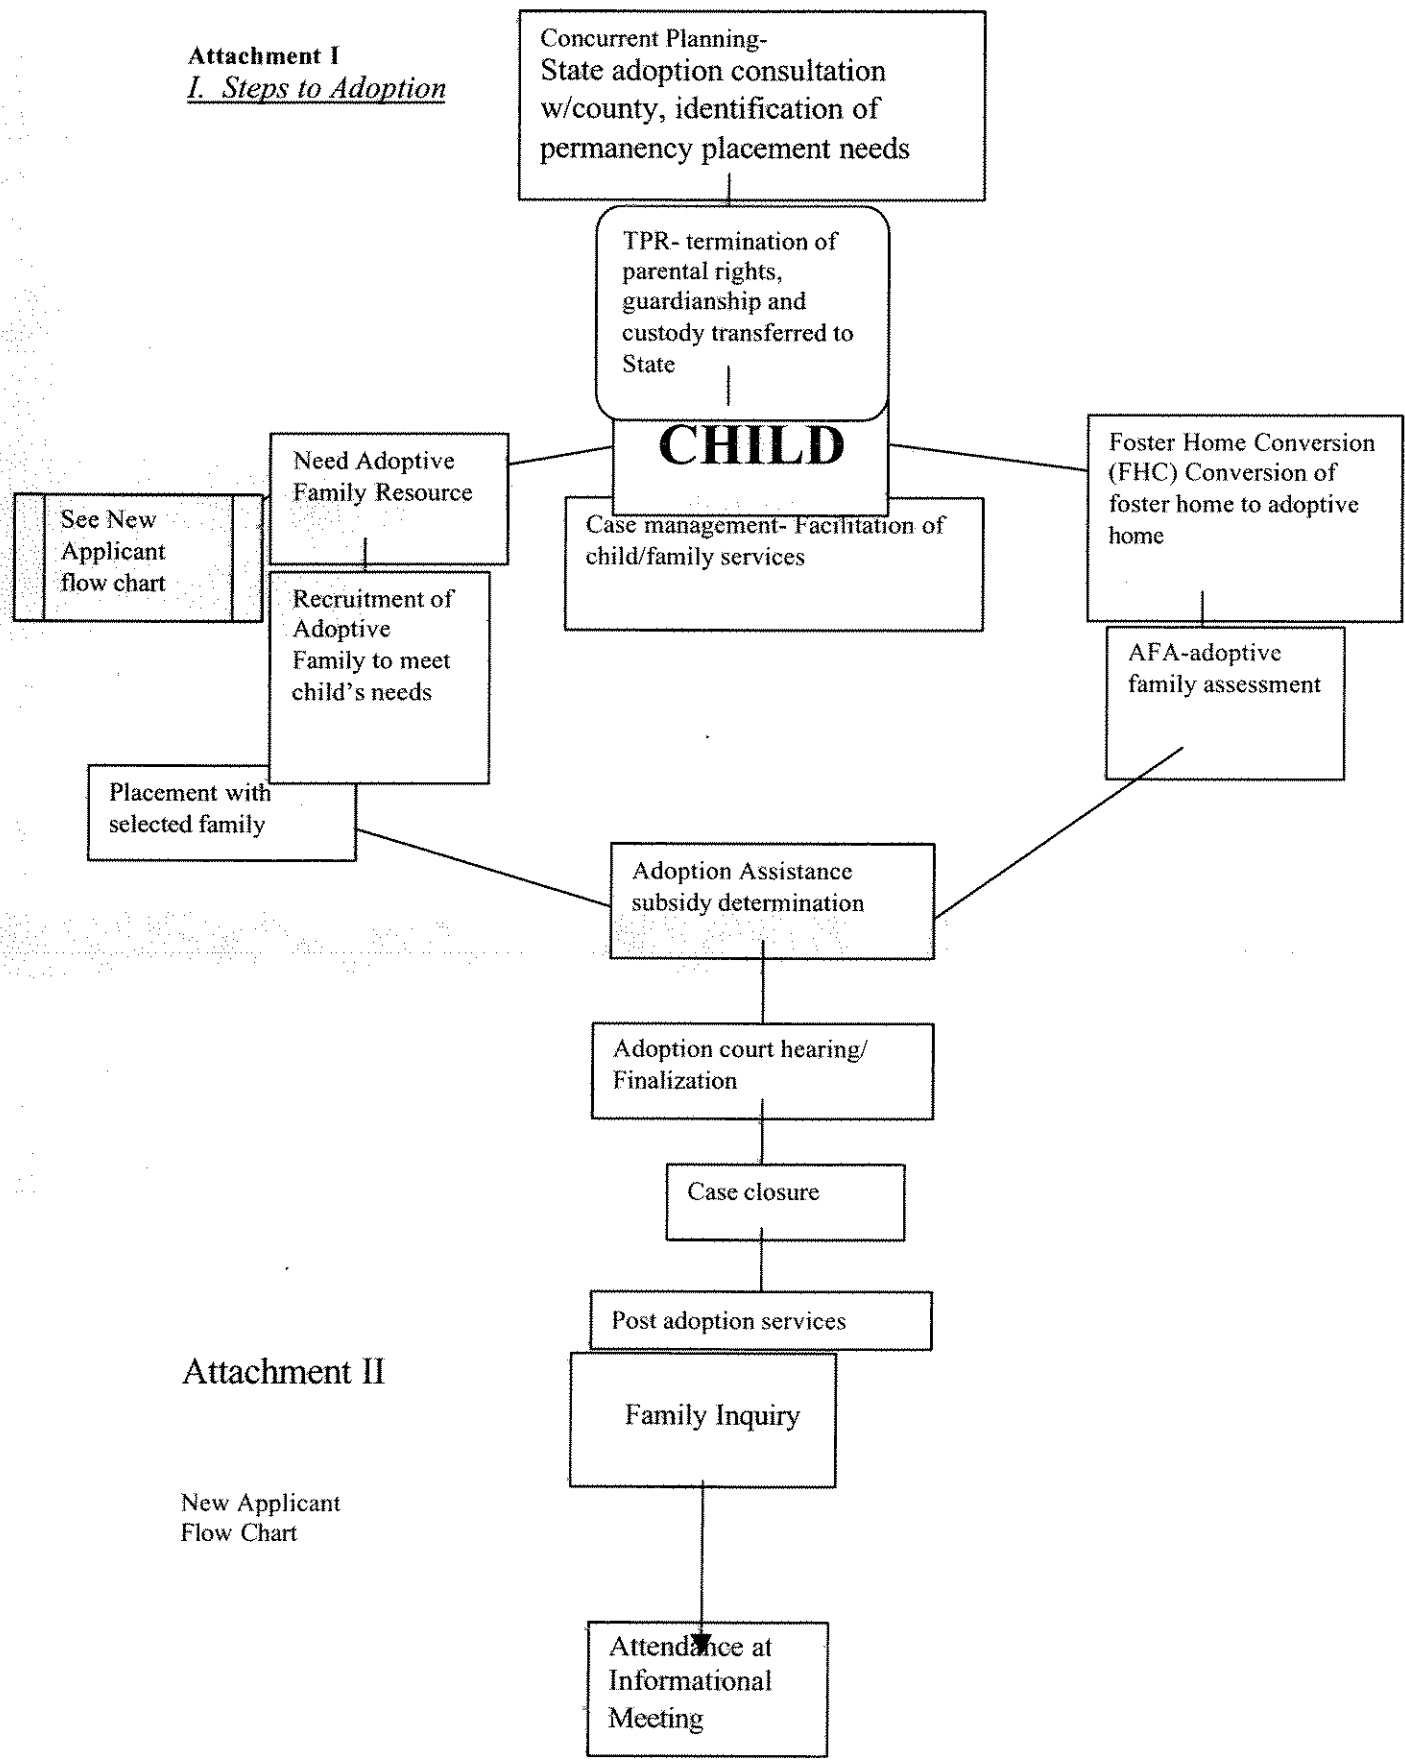 Attachment I
I. Steps to Adoption
Concurrent Planning-
State adoption consultation
w/county, identification of
permanency placement needs
TPR- termination of
parental rights,
guardianship and
custody transferred to
State
CHILD
Case management- Facilitation of
child/family services
Need Adoptive
Family Resource
See New
Applicant
flow chart
Recruitment of
Adoptive
Family to meet
child's needs
Placement with
selected family
Foster Home Conversion
(FHC) Conversion of
foster home to adoptive
home
AFA-adoptive
family assessment
Adoption Assistance
subsidy determination
Adoption court hearing/
Finalization
Case closure
Post adoption services
Attachment II
New Applicant
Flow Chart
Family Inquiry
Attendance at
Informational
Meeting